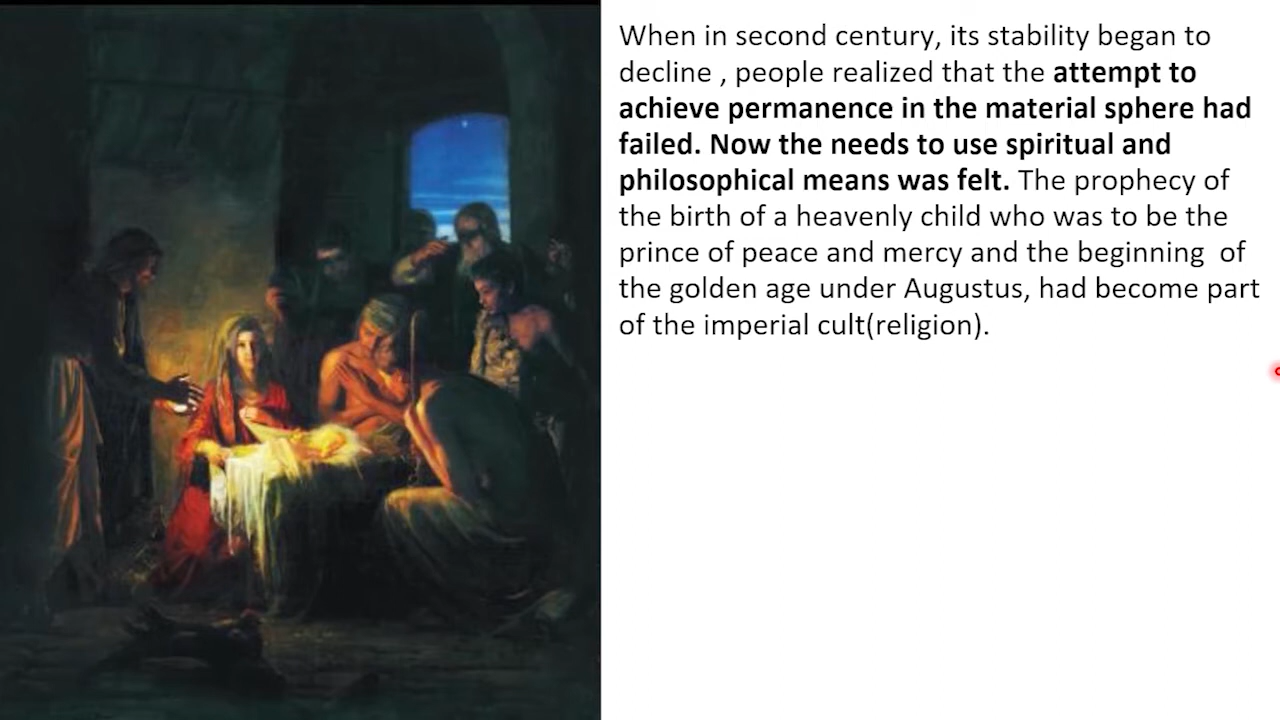 When in second century, its stability began to
decline , people realized that the attempt to
achieve permanence in the material sphere had
failed. Now the needs to use spiritual and
philosophical means was felt. The prophecy of
the birth of a heavenly child who was to be the
prince of peace and mercy and the beginning  of
the golden age under Augustus, had become part
of the imperial cult(religion).